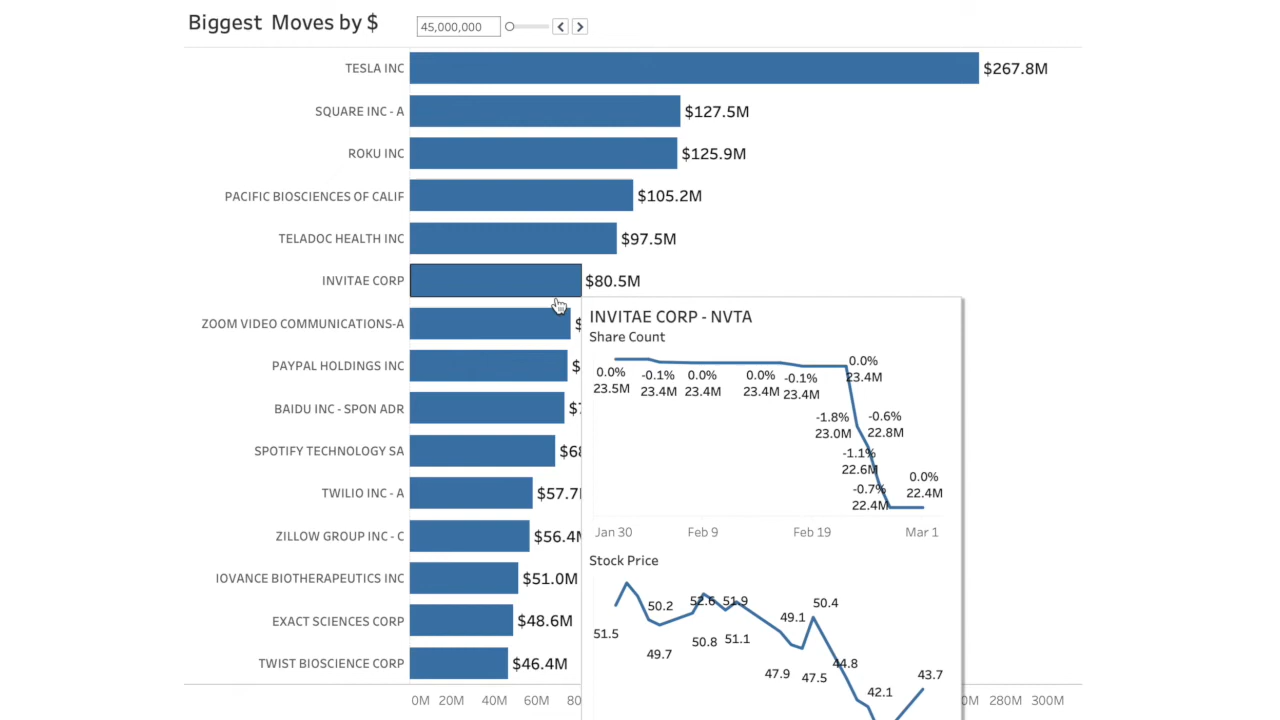 Biggest Moves by $
45,000,000
TESLA INC $267.8M
SQUARE INC - A $127.5M
ROKU INC $125.9M
PACIFIC BIOSCIENCES OF CALIF $105.2M
TELADOC HEALTH INC $97.5M
INVITAE CORP $80.5M
ZOOM VIDEO COMMUNICATIONS-A $
PAYPAL HOLDINGS INC $
BAIDU INC - SPON ADR $7
SPOTIFY TECHNOLOGY SA $68
TWILIO INC - A $57.7
ZILLOW GROUP INC - C $56.4M
IOVANCE BIOTHERAPEUTICS INC $51.0M
EXACT SCIENCES CORP $48.6M
TWIST BIOSCIENCE CORP $46.4M
0M 20M 40M 60M 80 0M 280M 300M
INVITAE CORP - NVTA
Share Count
0.0%
23.5M
-0.1%
23.4M
0.0%
23.4M
0.0%
23.4M
-0.1%
23.4M
0.0%
23.4M
-1.8%
23.0M
-0.6%
22.8M
-1.1%
22.6M
-0.7%
22.4M
0.0%
22.4M
Jan 30 Feb 9 Feb 19 Mar 1
Stock Price
51.5
50.2
49.7
52.6
50.8
51.9
51.1
47.9
49.1
47.5
50.4
44.8
42.1
43.7